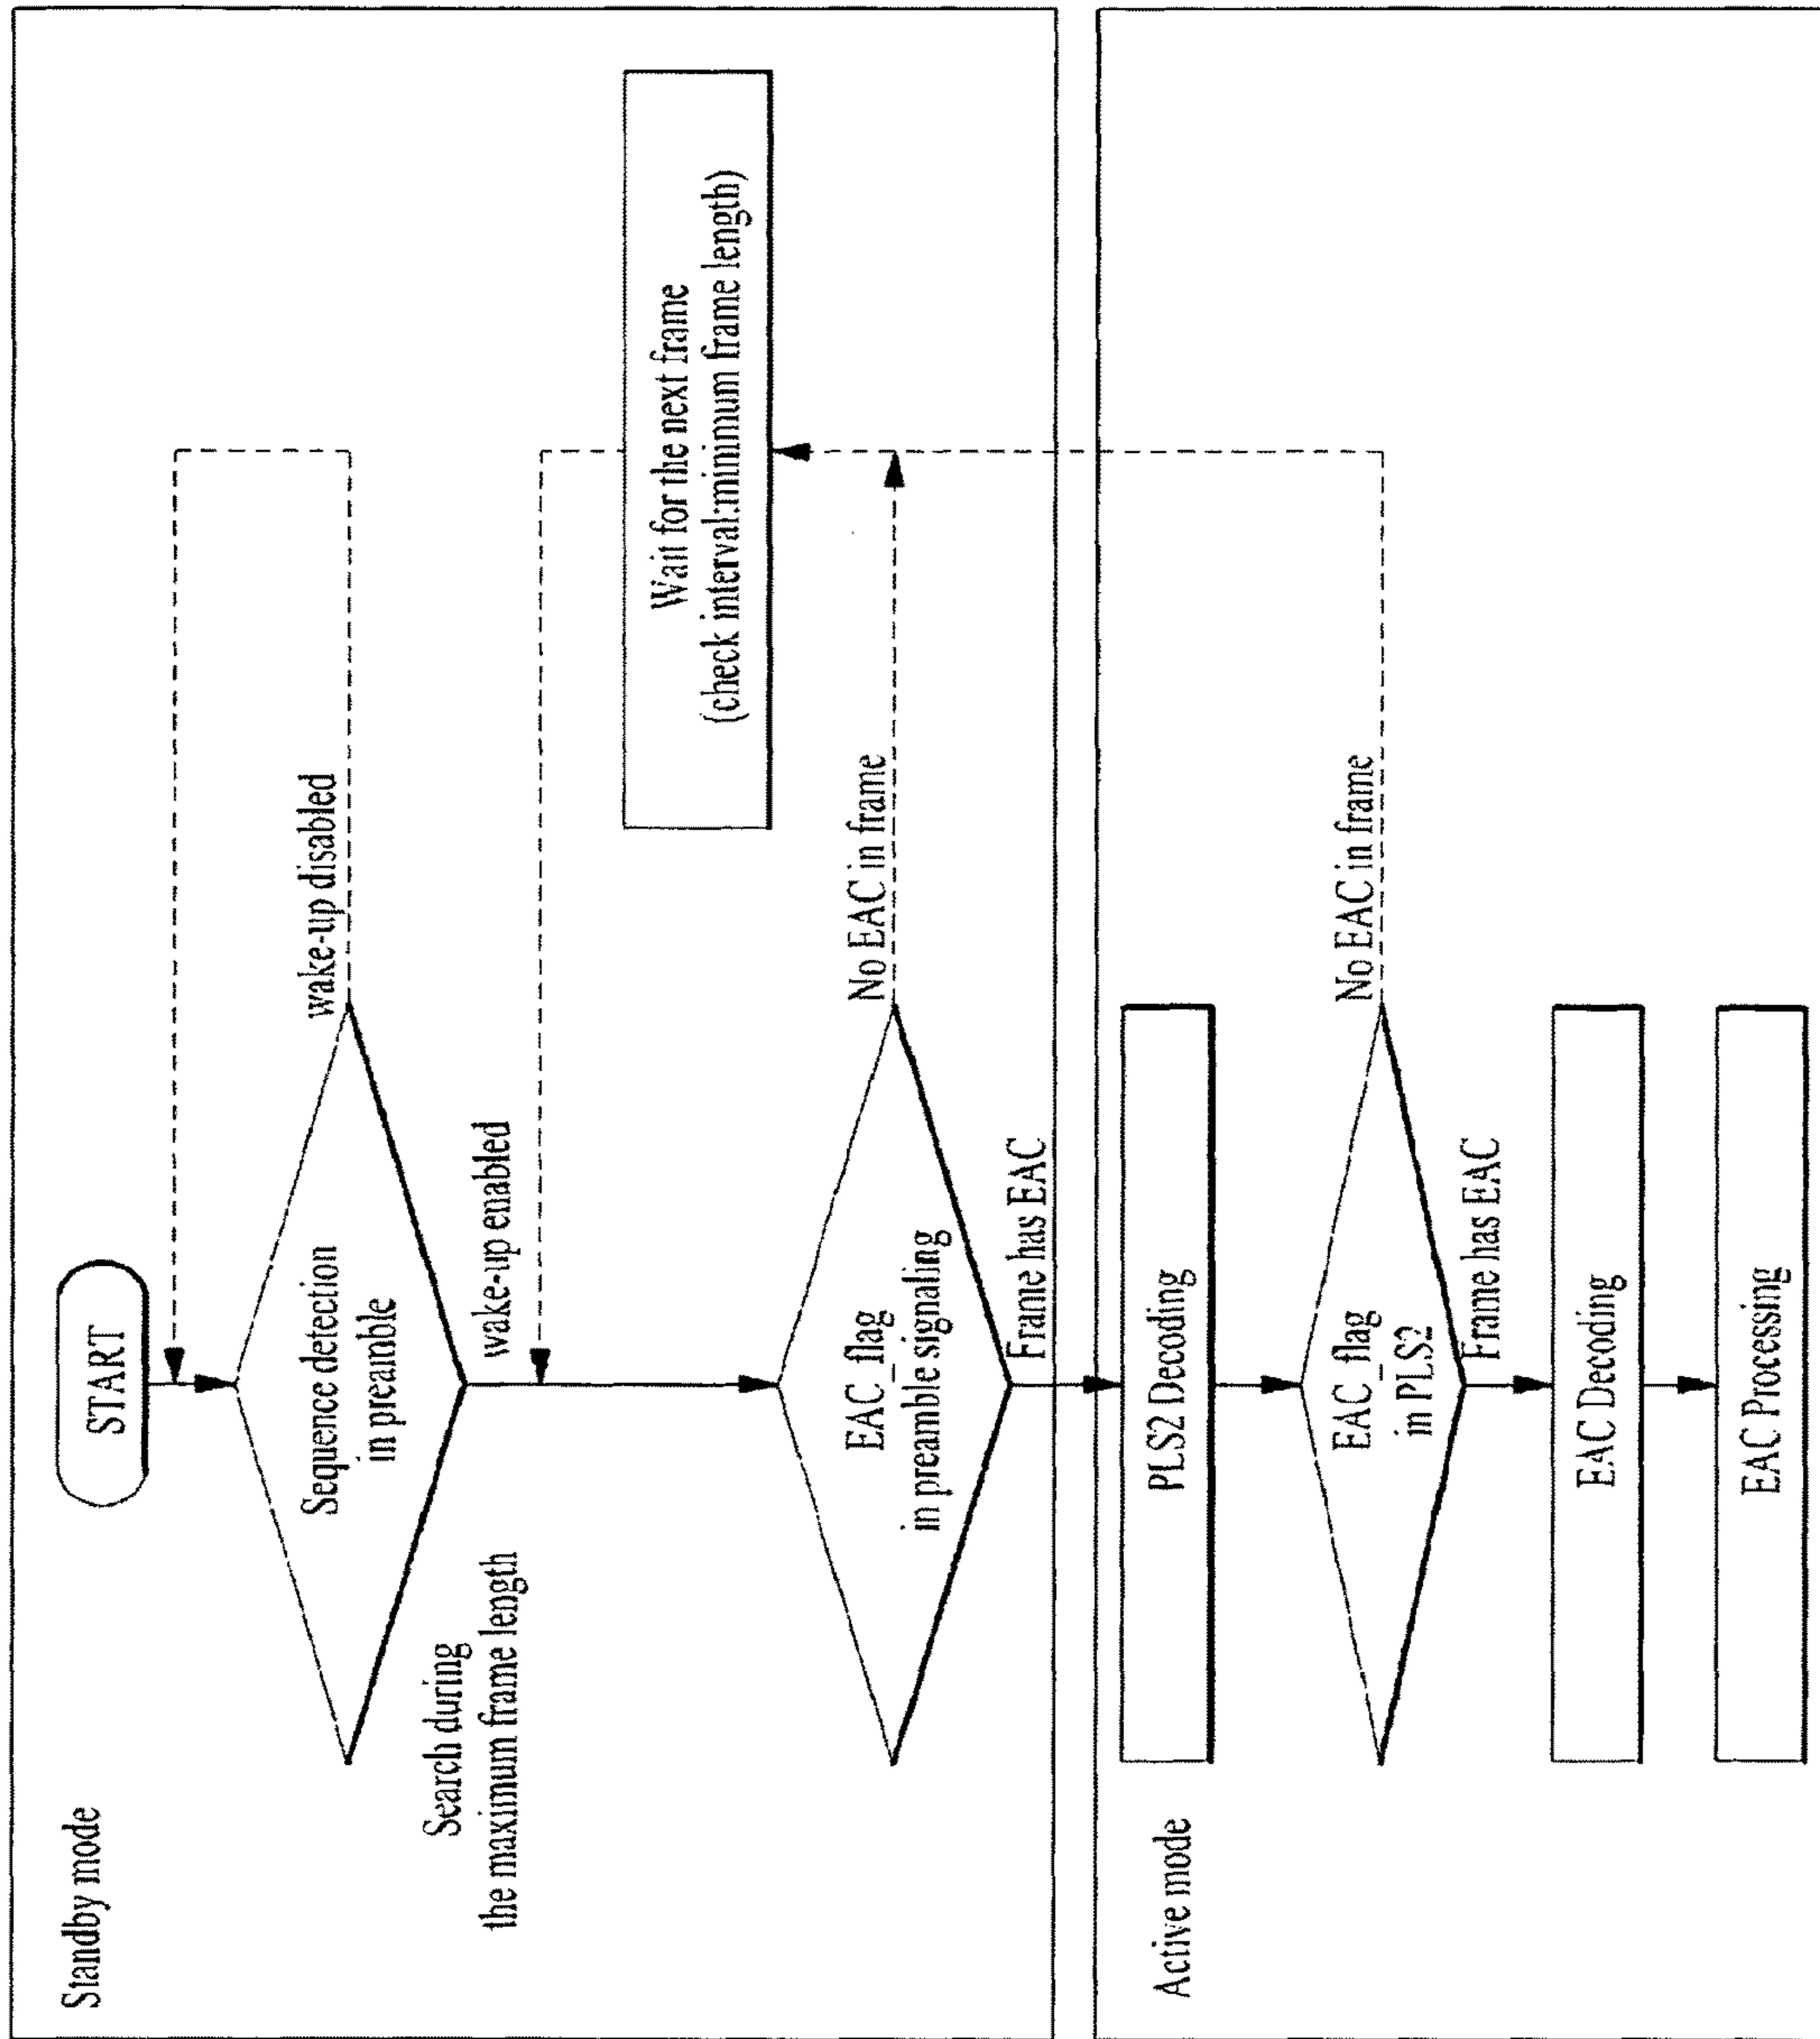 Standby mode
START
Sequence detection
in preamble
wake-up disabled
Search during
the maximum frame length
wake-up enabled
Wait for the next frame
(check interval:minimum frame length)
EAC_flag
in preamble signaling
No EAC in frame
Frame has EAC
Active mode
PLS2 Decoding
EAC_flag
in PLS2
No EAC in frame
Frame has EAC
EAC Decoding
EAC Processing